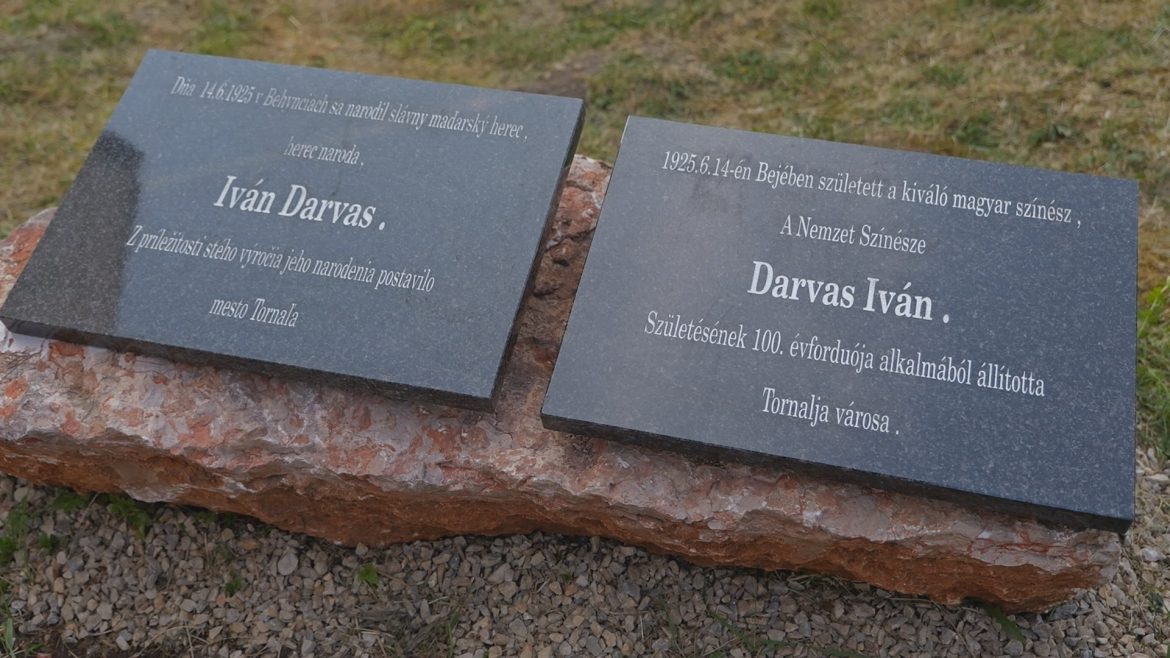 Dňa 14.6.1925 v Behynciach sa narodil slávny maďarský herec ,
herec naroda .
Iván Darvas .
Z príležitosti stého výročia jeho narodenia postavilo
mesto Tornaľa
1925.6.14-én Bejében született a kiváló magyar színész ,
A Nemzet Színésze
Darvas Iván .
Születésének 100. évforduója alkalmából állította
Tornalja városa .